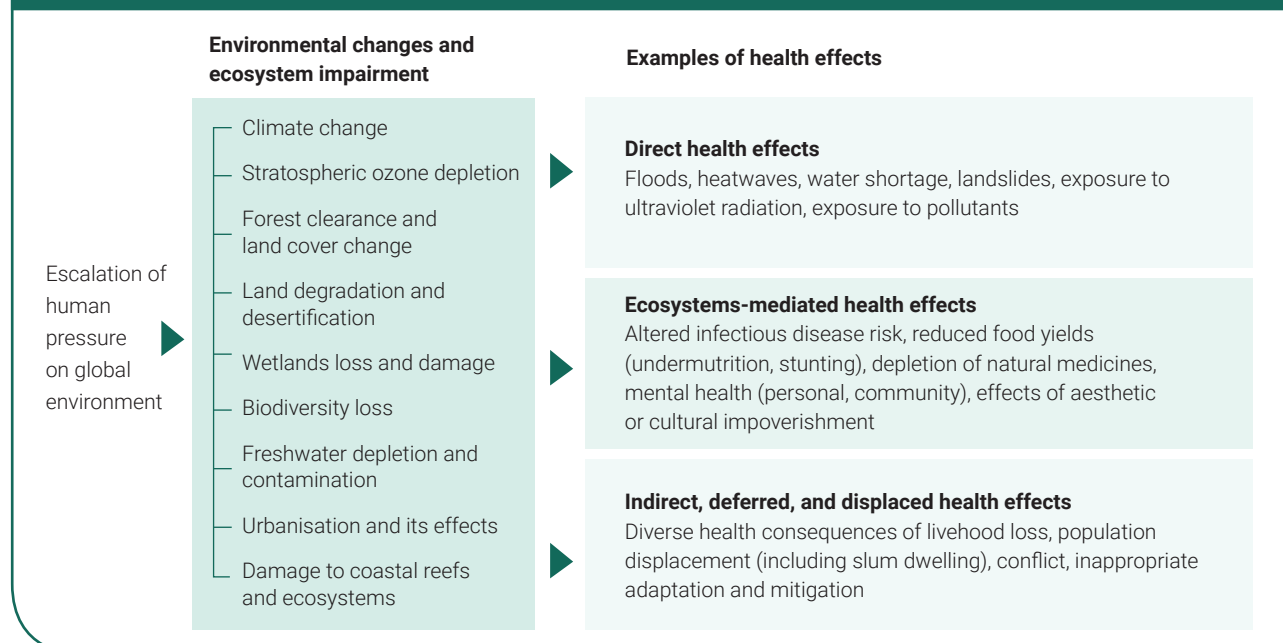 Environmental changes and
ecosystem impairment
Examples of health effects
Escalation of
human
pressure
on global
environment
Climate change
Stratospheric ozone depletion
Forest clearance and
land cover change
Land degradation and
desertification
Wetlands loss and damage
Biodiversity loss
Freshwater depletion and
contamination
Urbanisation and its effects
Damage to coastal reefs
and ecosystems
Direct health effects
Floods, heatwaves, water shortage, landslides, exposure to
ultraviolet radiation, exposure to pollutants
Ecosystems-mediated health effects
Altered infectious disease risk, reduced food yields
(undermutrition, stunting), depletion of natural medicines,
mental health (personal, community), effects of aesthetic
or cultural impoverishment
Indirect, deferred, and displaced health effects
Diverse health consequences of livehood loss, population
displacement (including slum dwelling), conflict, inappropriate
adaptation and mitigation